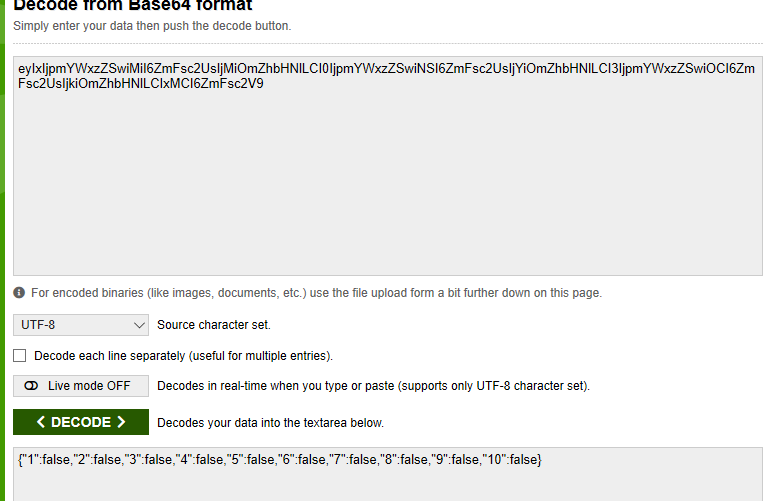 Decode from Base64 format
Simply enter your data then push the decode button.
eyIxIjpmYWxzZSwiMiI6ZmFsc2UsIjMiOmZhbHNlLCI0IjpmYWxzZSwiNSI6ZmFsc2UsIjYiOmZhbHNlLCI3IjpmYWxzZSwiOCI6Zm
Fsc2UsIjkiOmZhbHNlLCIxMCI6ZmFsc2V9
For encoded binaries (like images, documents, etc.) use the file upload form a bit further down on this page.
UTF-8 Source character set.
Decode each line separately (useful for multiple entries).
Live mode OFF Decodes in real-time when you type or paste (supports only UTF-8 character set).
< DECODE > Decodes your data into the textarea below.
{"1":false,"2":false,"3":false,"4":false,"5":false,"6":false,"7":false,"8":false,"9":false,"10":false}